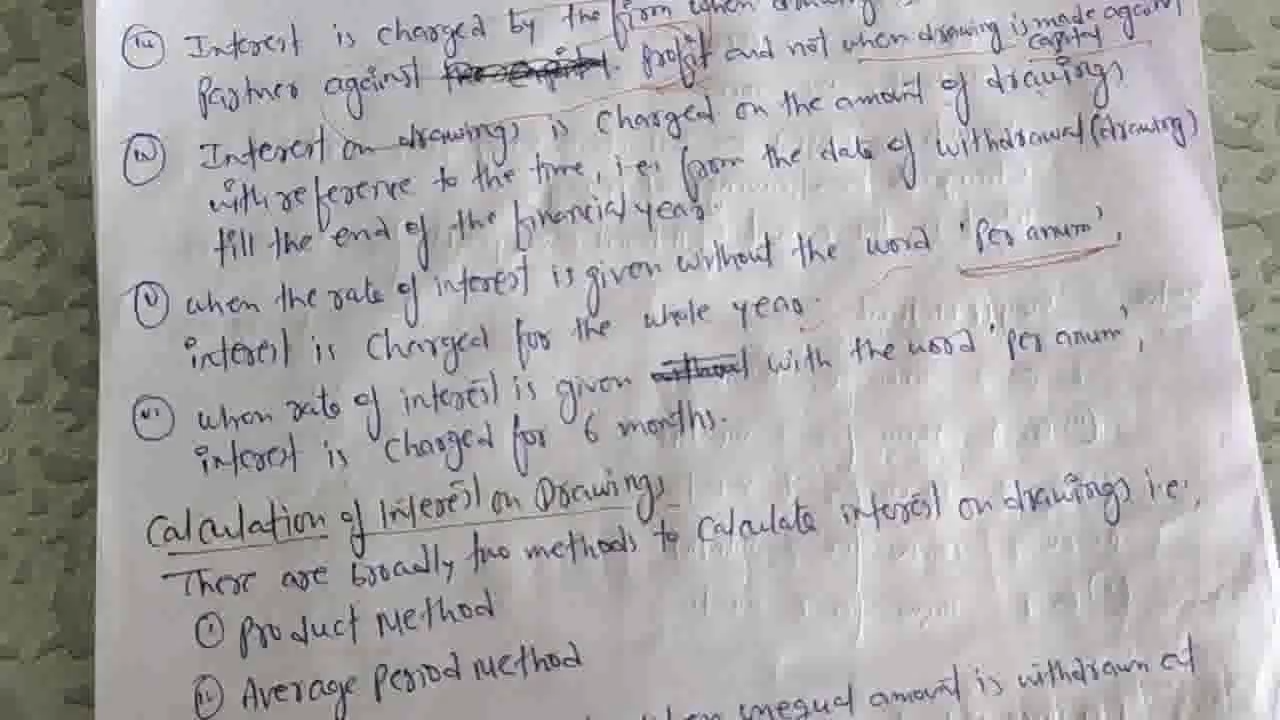 (iii) Interest is charged by the firm when
Partner against profit and not when drawing is made against
capital
(iv) Interest on drawings is charged on the amount of drawings
with reference to the time, i.e. from the date of withdrawal (drawing)
till the end of the financial year.
(v) when the rate of interest is given without the word 'Per anum',
interest is charged for the whole year.
(vi) when rate of interest is given with the word 'per anum',
interest is charged for 6 months.
Calculation of Interest on Drawings
There are broadly two methods to calculate interest on drawings i.e.,
(i) Product Method
(ii) Average Period Method
unequal amount is withdrawn at